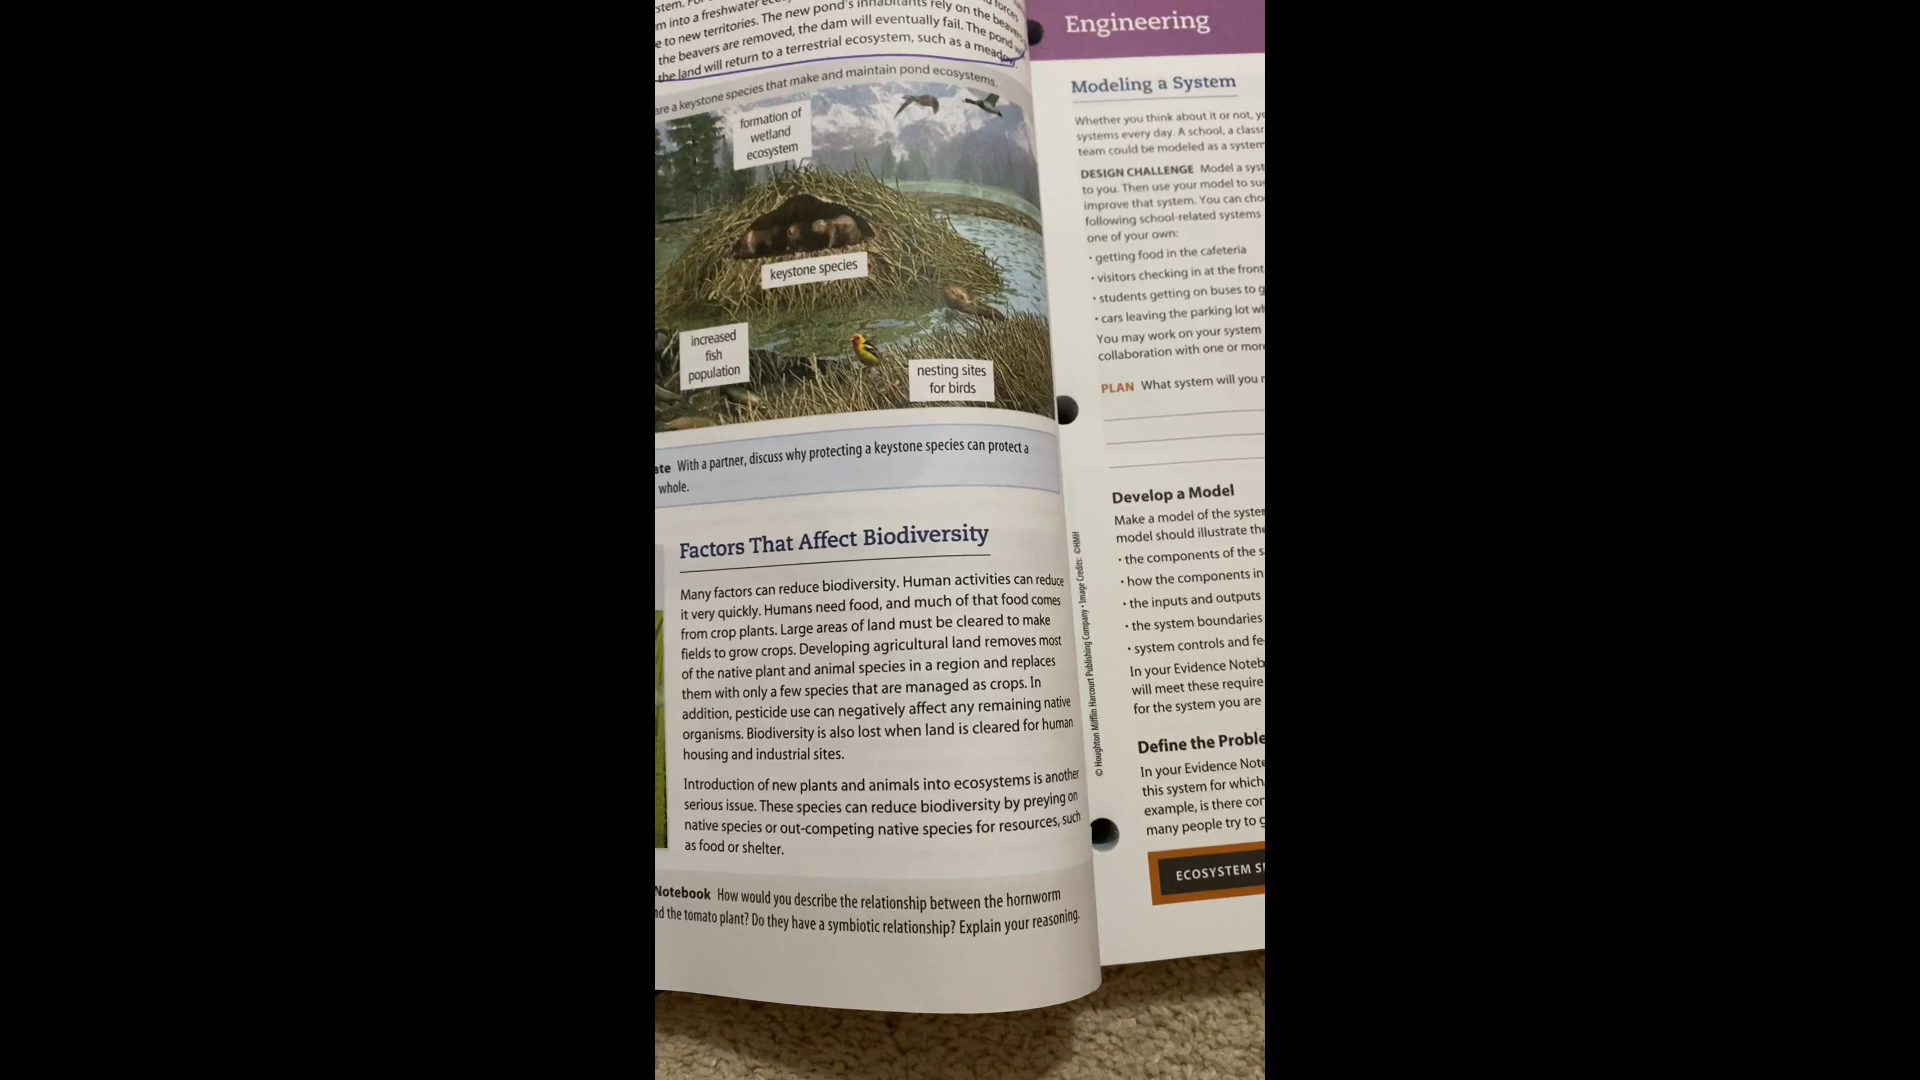 stem.
m into a freshwater
e to new territories. The new pond's inhabitants rely on the beavers.
the beavers are removed, the dam will eventually fail. The pond
the land will return to a terrestrial ecosystem, such as a meadow.
are a keystone species that make and maintain pond ecosystems.
formation of
wetland
ecosystem
keystone species
increased
fish
population
nesting sites
for birds
ate With a partner, discuss why protecting a keystone species can protect a
whole.
Factors That Affect Biodiversity
Many factors can reduce biodiversity. Human activities can reduce
it very quickly. Humans need food, and much of that food comes
from crop plants. Large areas of land must be cleared to make
fields to grow crops. Developing agricultural land removes most
of the native plant and animal species in a region and replaces
them with only a few species that are managed as crops. In
addition, pesticide use can negatively affect any remaining native
organisms. Biodiversity is also lost when land is cleared for human
housing and industrial sites.
Introduction of new plants and animals into ecosystems is another
serious issue. These species can reduce biodiversity by preying on
native species or out-competing native species for resources, such
as food or shelter.
Notebook How would you describe the relationship between the hornworm
nd the tomato plant? Do they have a symbiotic relationship? Explain your reasoning.
© Houghton Mifflin Harcourt Publishing Company • Image Credits: ©HMH
Engineering
Modeling a System
Whether you think about it or not, y
systems every day. A school, a classr
team could be modeled as a system
DESIGN CHALLENGE Model a syst
to you. Then use your model to su
improve that system. You can cho
following school-related systems
one of your own:
• getting food in the cafeteria
• visitors checking in at the front
• students getting on buses to g
• cars leaving the parking lot w
You may work on your system
collaboration with one or mor
PLAN What system will you
Develop a Model
Make a model of the system
model should illustrate the
• the components of the s
• how the components in
• the inputs and outputs
• the system boundaries
• system controls and fe
In your Evidence Noteb
will meet these require
for the system you are
Define the Proble
In your Evidence Note
this system for which
example, is there con
many people try to g
ECOSYSTEM S